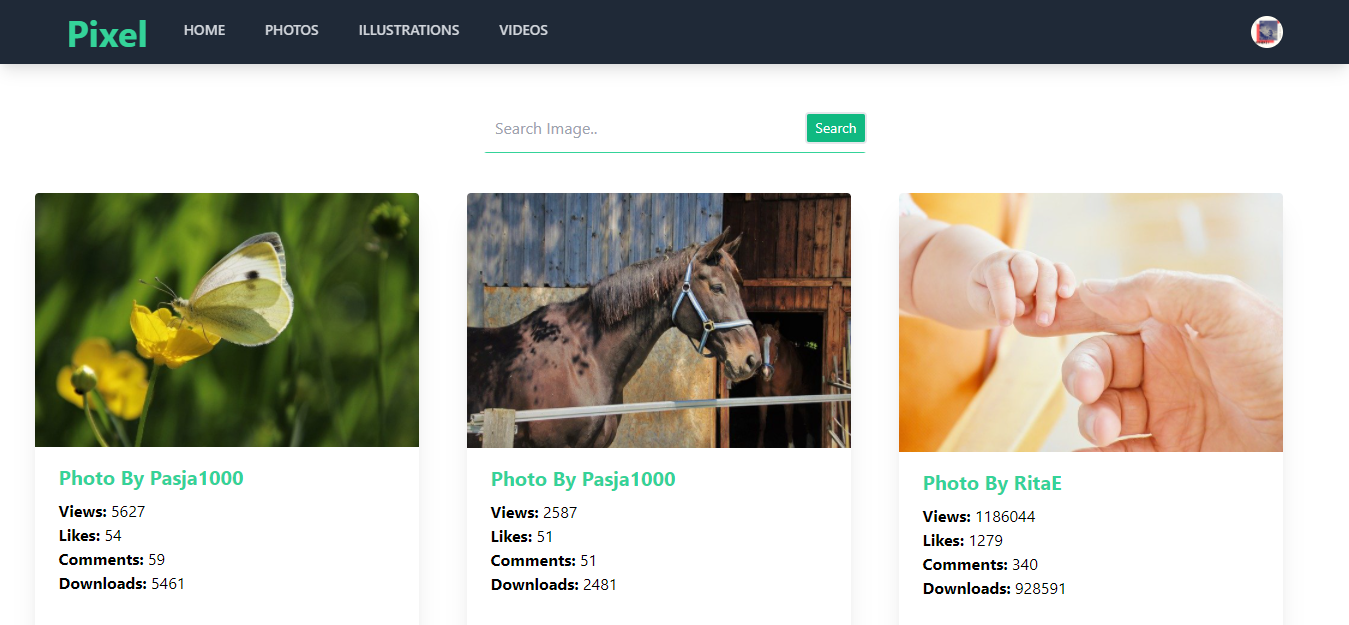 Pixel HOME PHOTOS ILLUSTRATIONS VIDEOS
Search Image.. Search
Photo By Pasja1000
Views: 5627
Likes: 54
Comments: 59
Downloads: 5461
Photo By Pasja1000
Views: 2587
Likes: 51
Comments: 51
Downloads: 2481
Photo By RitaE
Views: 1186044
Likes: 1279
Comments: 340
Downloads: 928591